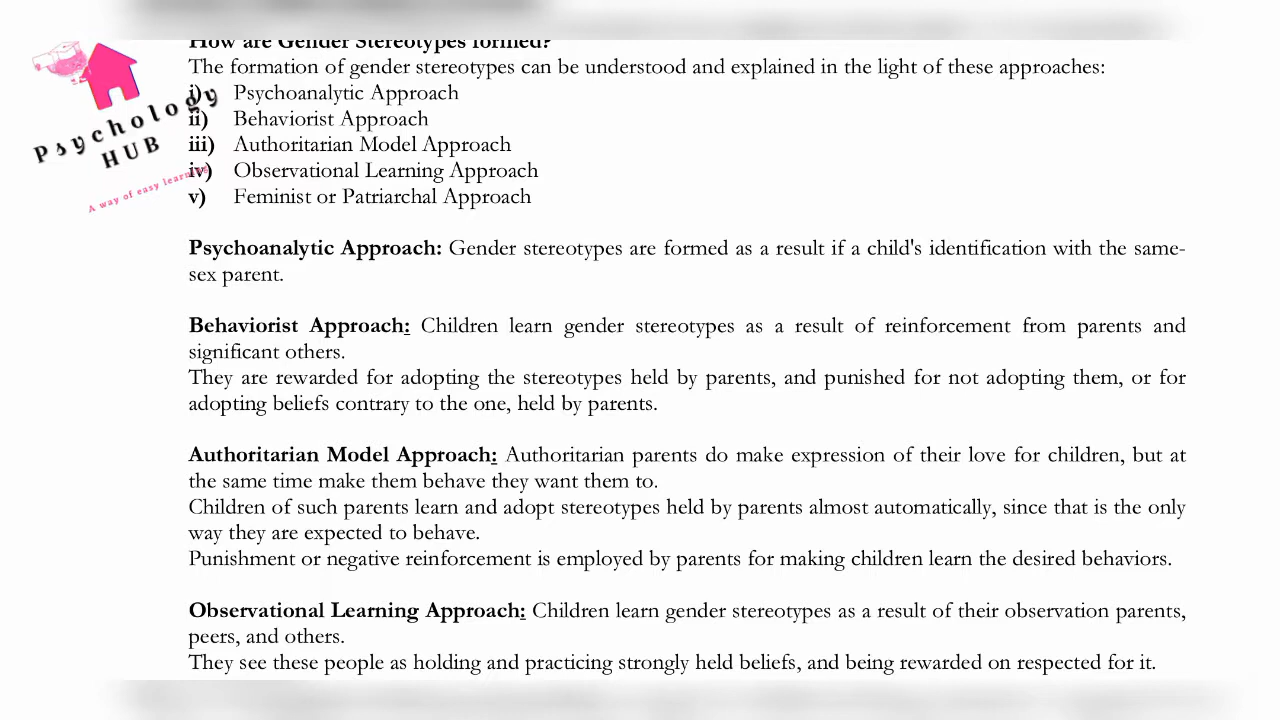 How are Gender Stereotypes formed?
The formation of gender stereotypes can be understood and explained in the light of these approaches:
i) Psychoanalytic Approach
ii) Behaviorist Approach
iii) Authoritarian Model Approach
iv) Observational Learning Approach
v) Feminist or Patriarchal Approach
Psychology
HUB
A way of easy learning
Psychoanalytic Approach: Gender stereotypes are formed as a result if a child's identification with the same-
sex parent.
Behaviorist Approach: Children learn gender stereotypes as a result of reinforcement from parents and
significant others.
They are rewarded for adopting the stereotypes held by parents, and punished for not adopting them, or for
adopting beliefs contrary to the one, held by parents.
Authoritarian Model Approach: Authoritarian parents do make expression of their love for children, but at
the same time make them behave they want them to.
Children of such parents learn and adopt stereotypes held by parents almost automatically, since that is the only
way they are expected to behave.
Punishment or negative reinforcement is employed by parents for making children learn the desired behaviors.
Observational Learning Approach: Children learn gender stereotypes as a result of their observation parents,
peers, and others.
They see these people as holding and practicing strongly held beliefs, and being rewarded on respected for it.